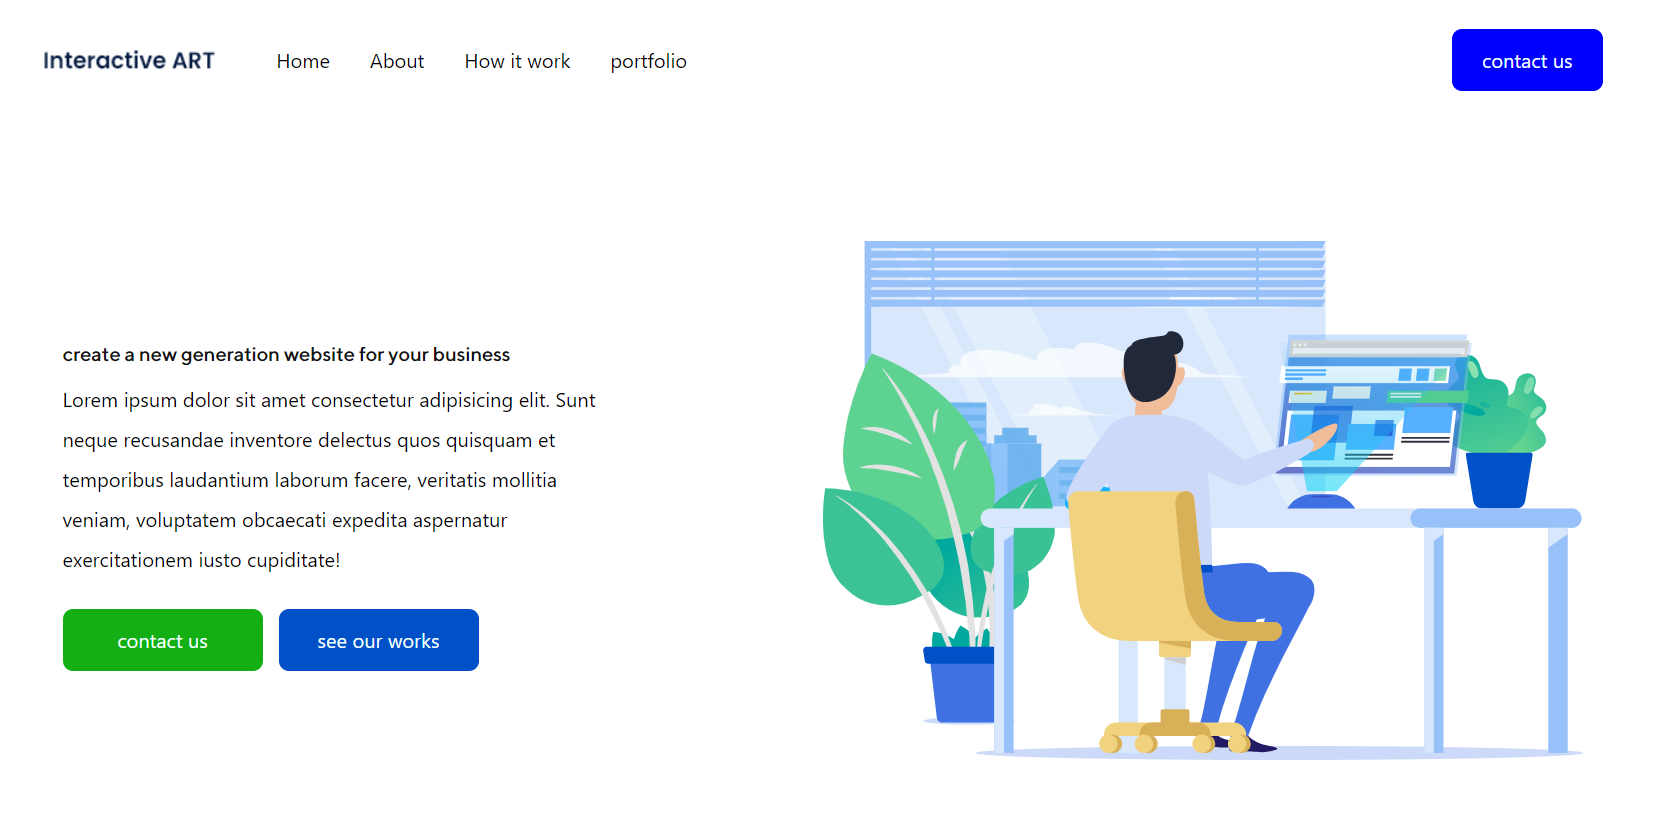 Interactive ART
Home
About
How it work
portfolio
contact us
create a new generation website for your business
Lorem ipsum dolor sit amet consectetur adipisicing elit. Sunt
neque recusandae inventore delectus quos quisquam et
temporibus laudantium laborum facere, veritatis mollitia
veniam, voluptatem obcaecati expedita aspernatur
exercitationem iusto cupiditate!
contact us
see our works